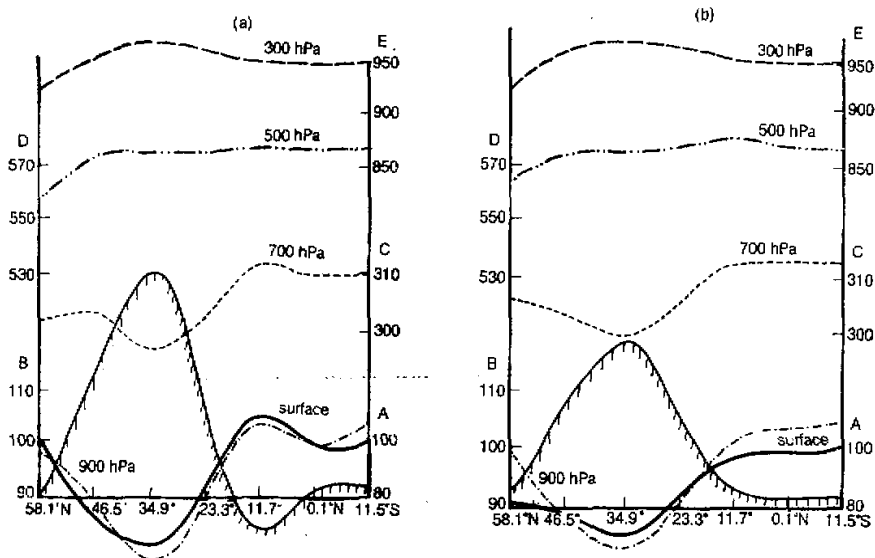 (a)
E
300 hPa
950
900
D
500 hPa
570
850
550
700 hPa
C
530
310
300
B
110
surface
A
100
100
900 hPa
90
80
58.1°N 46.5° 34.9° 23.3° 11.7° 0.1°N 11.5°S
(b)
E
300 hPa
950
900
D
500 hPa
570
850
550
700 hPa
C
530
310
300
B
110
A
100
surface
100
900 hPa
90
80
58.1°N 46.5° 34.9° 23.3° 11.7° 0.1°N 11.5°S